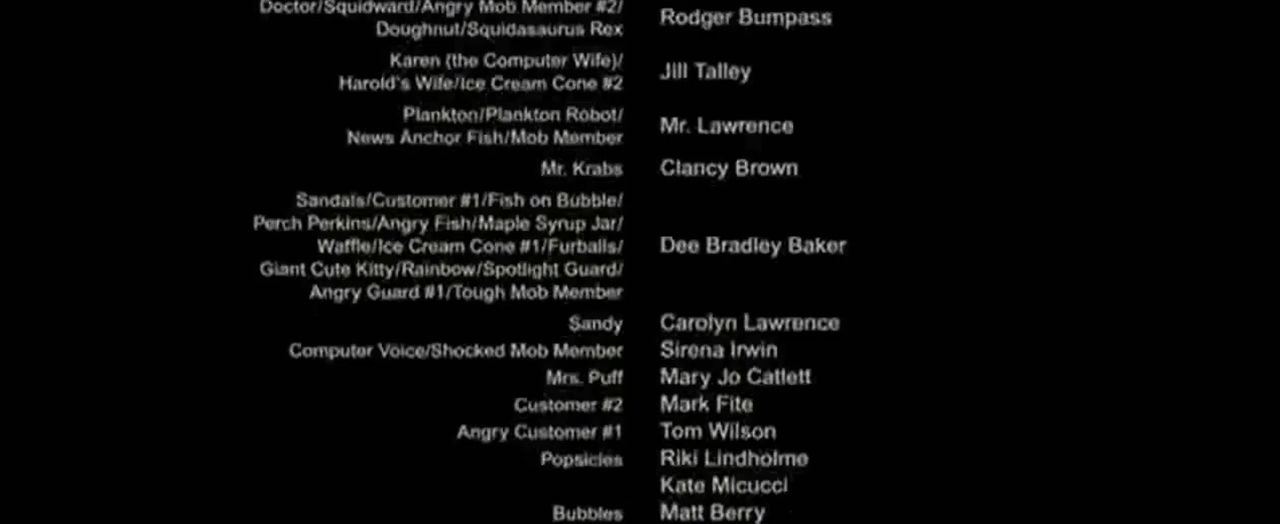 Doctor/Squidward/Angry Mob Member #2/
Doughnut/Squidasaurus Rex
Rodger Bumpass
Karen (the Computer Wife)/
Harold's Wife/Ice Cream Cone #2
Jill Talley
Plankton/Plankton Robot/
News Anchor Fish/Mob Member
Mr. Lawrence
Mr. Krabs Clancy Brown
Sandals/Customer #1/Fish on Bubble/
Perch Perkins/Angry Fish/Maple Syrup Jar/
Waffle/Ice Cream Cone #1/Furballs/
Giant Cute Kitty/Rainbow/Spotlight Guard/
Angry Guard #1/Tough Mob Member
Dee Bradley Baker
Sandy Carolyn Lawrence
Computer Voice/Shocked Mob Member Sirena Irwin
Mrs. Puff Mary Jo Catlett
Customer #2 Mark Fite
Angry Customer #1 Tom Wilson
Popsicles Riki Lindholme
Kate Micucci
Bubbles Matt Berry